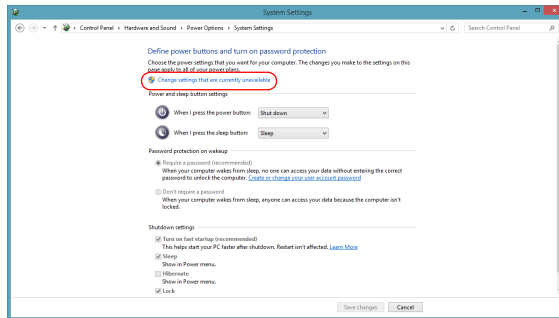 System Settings
Control Panel ▸ Hardware and Sound ▸ Power Options ▸ System Settings
Search Control Panel
Define power buttons and turn on password protection
Choose the power settings that you want for your computer. The changes you make to the settings on this
page apply to all of your power plans.
Change settings that are currently unavailable
Power and sleep button settings
When I press the power button: Shut down
When I press the sleep button: Sleep
Password protection on wakeup
Require a password (recommended)
When your computer wakes from sleep, no one can access your data without entering the correct
password to unlock the computer. Create or change your user account password
Don't require a password
When your computer wakes from sleep, anyone can access your data because the computer isn't
locked.
Shutdown settings
Turn on fast startup (recommended)
This helps start your PC faster after shutdown. Restart isn't affected. Learn More
Sleep
Show in Power menu.
Hibernate
Show in Power menu.
Lock
Save changes Cancel